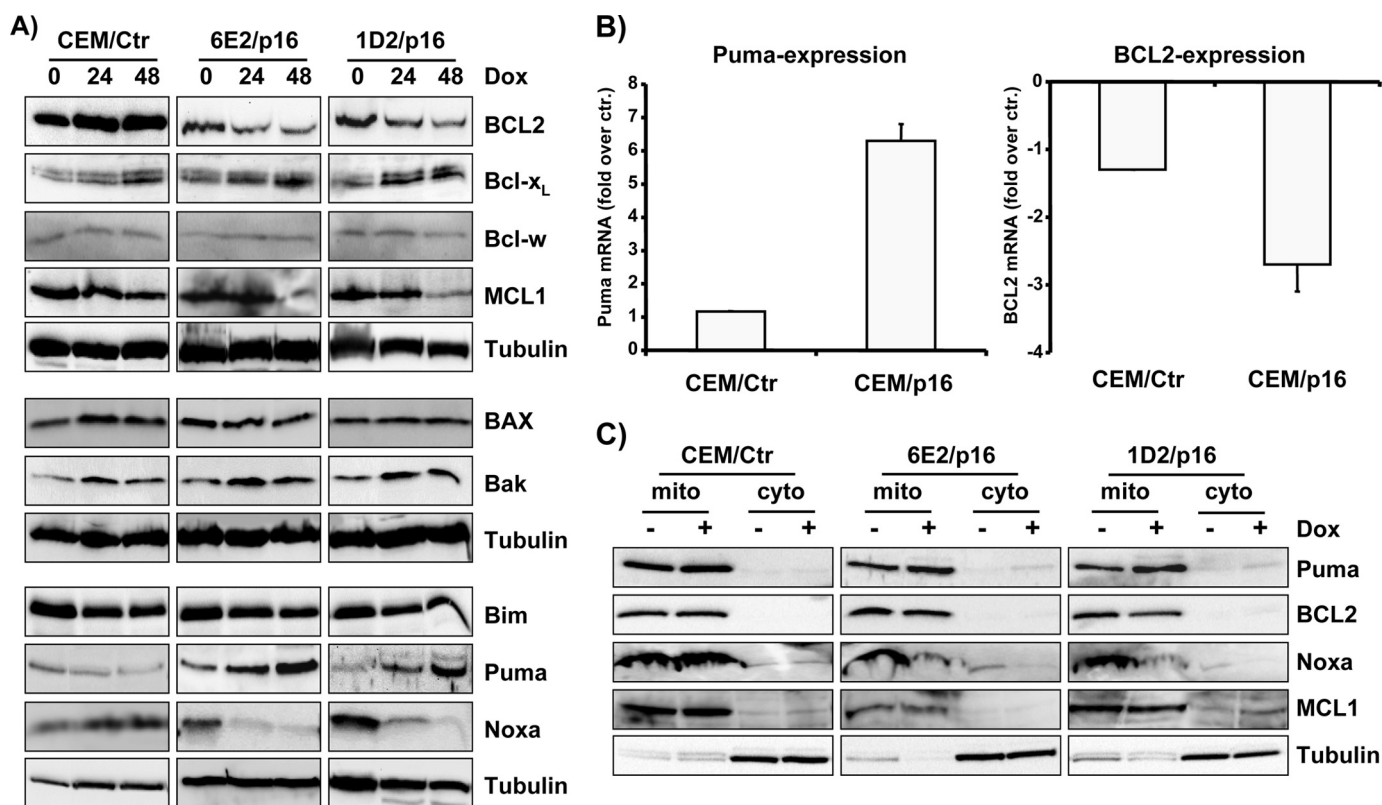 A)
CEM/Ctr 6E2/p16 1D2/p16
0 24 48 0 24 48 0 24 48 Dox
BCL2
Bcl-xL
Bcl-w
MCL1
Tubulin
BAX
Bak
Tubulin
Bim
Puma
Noxa
Tubulin
B)
Puma-expression
Puma mRNA (fold over ctr.)
8
7
6
5
4
3
2
1
0
CEM/Ctr CEM/p16
BCL2-expression
BCL2 mRNA (fold over ctr.)
0
-1
-2
-3
-4
CEM/Ctr CEM/p16
C)
CEM/Ctr 6E2/p16 1D2/p16
mito cyto mito cyto mito cyto
- + - + - + - + - + - + Dox
Puma
BCL2
Noxa
MCL1
Tubulin